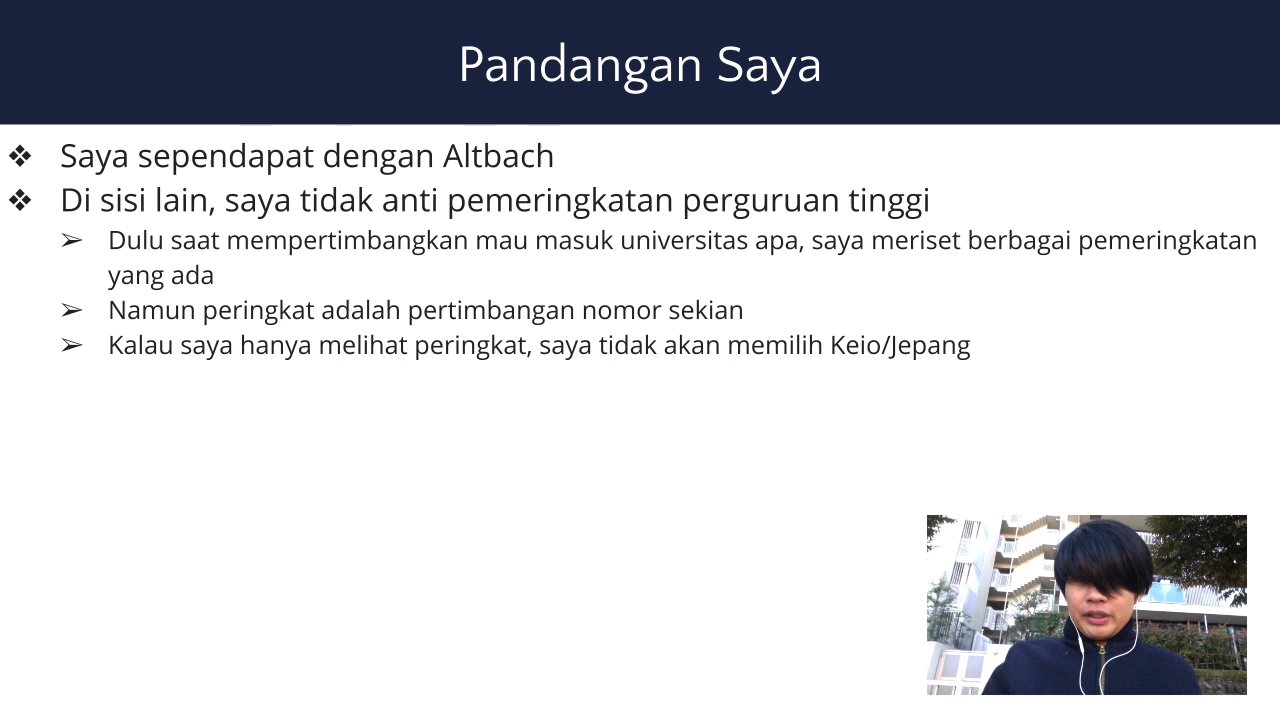 Pandangan Saya
❖ Saya sependapat dengan Altbach
❖ Di sisi lain, saya tidak anti pemeringkatan perguruan tinggi
➢ Dulu saat mempertimbangkan mau masuk universitas apa, saya meriset berbagai pemeringkatan
yang ada
➢ Namun peringkat adalah pertimbangan nomor sekian
➢ Kalau saya hanya melihat peringkat, saya tidak akan memilih Keio/Jepang